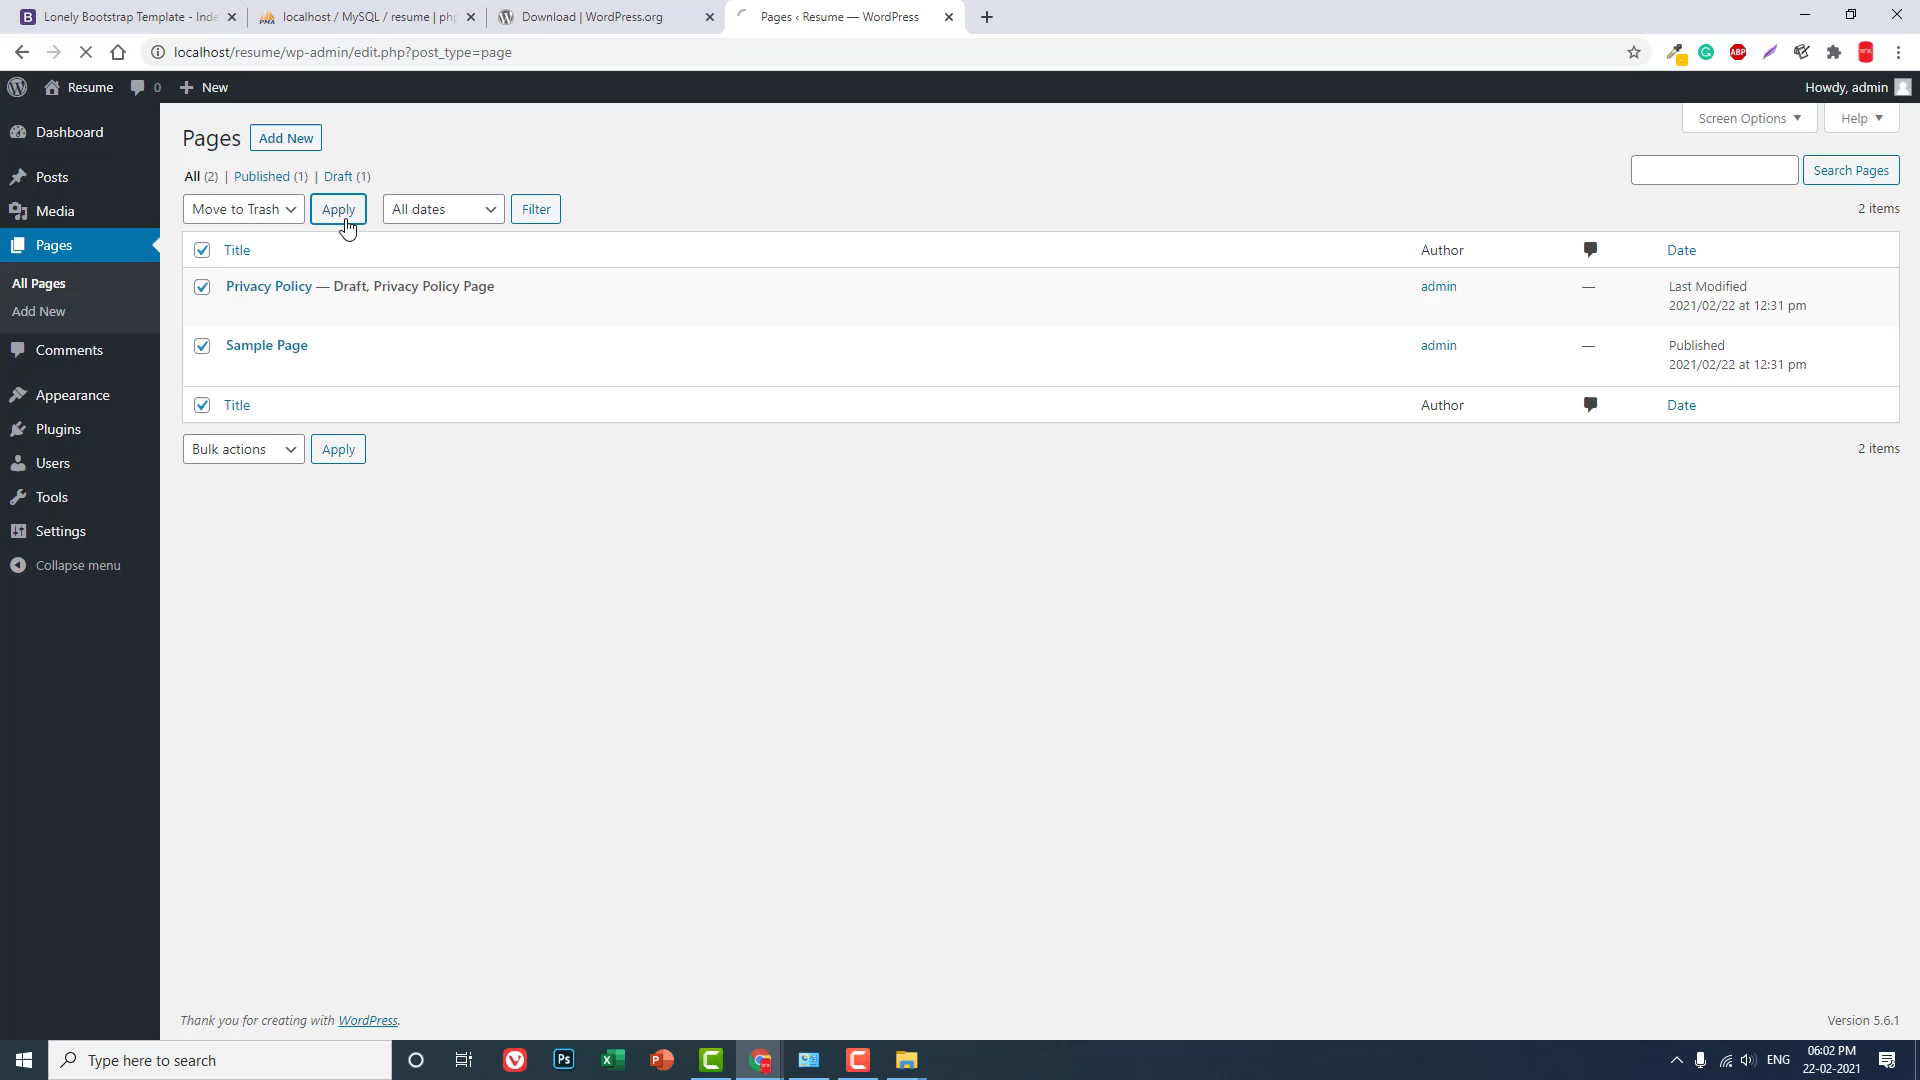 Lonely Bootstrap Template - Inde
localhost / MySQL / resume | php
Download | WordPress.org
Pages ‹ Resume — WordPress
localhost/resume/wp-admin/edit.php?post_type=page
ABP
Resume
0
New
Howdy, admin
Dashboard
Posts
Media
Pages
All Pages
Add New
Comments
Appearance
Plugins
Users
Tools
Settings
Collapse menu
Screen Options
Help
Pages
Add New
All (2) | Published (1) | Draft (1)
Search Pages
Move to Trash
Apply
All dates
Filter
2 items
Title
Author
Date
Privacy Policy — Draft, Privacy Policy Page
admin
—
Last Modified
2021/02/22 at 12:31 pm
Sample Page
admin
—
Published
2021/02/22 at 12:31 pm
Title
Author
Date
Bulk actions
Apply
2 items
Thank you for creating with WordPress.
Version 5.6.1
Type here to search
Ps
ENG
06:02 PM
22-02-2021